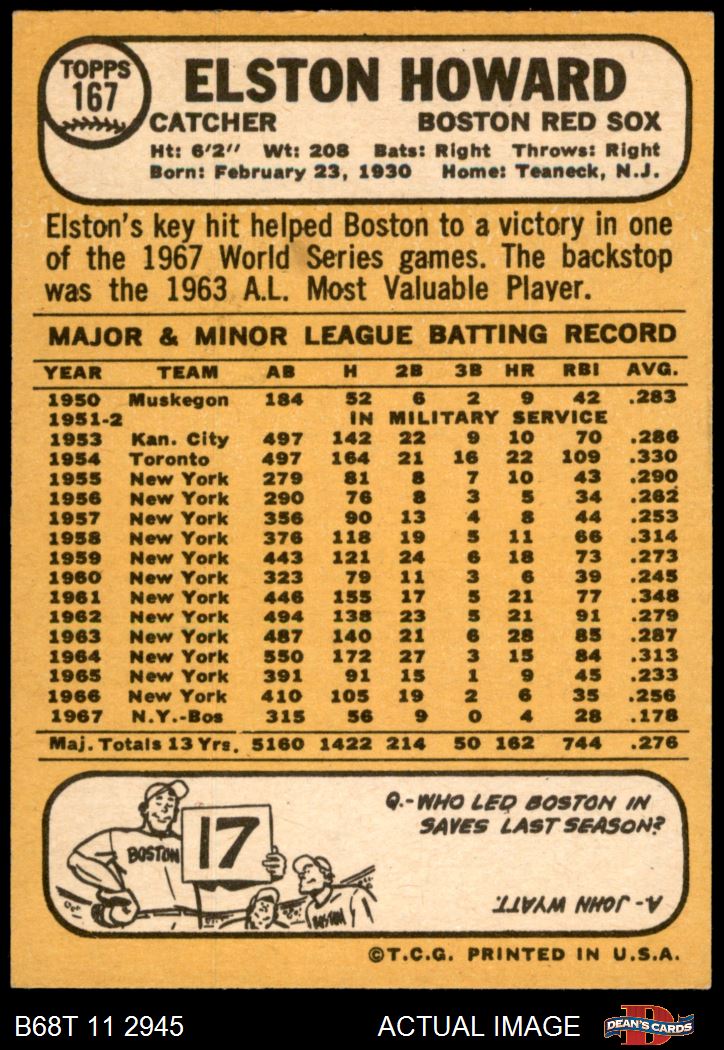 TOPPS
167
ELSTON HOWARD
CATCHER BOSTON RED SOX
Ht: 6'2" Wt: 208 Bats: Right Throws: Right
Born: February 23, 1930 Home: Teaneck, N.J.
Elston's key hit helped Boston to a victory in one
of the 1967 World Series games. The backstop
was the 1963 A.L. Most Valuable Player.
MAJOR & MINOR LEAGUE BATTING RECORD
YEAR TEAM AB H 2B 3B HR RBI AVG.
1950 Muskegon 184 52 6 2 9 42 .283
1951-2 IN MILITARY SERVICE
1953 Kan. City 497 142 22 9 10 70 .286
1954 Toronto 497 164 21 16 22 109 .330
1955 New York 279 81 8 7 10 43 .290
1956 New York 290 76 8 3 5 34 .262
1957 New York 356 90 13 4 8 44 .253
1958 New York 376 118 19 5 11 66 .314
1959 New York 443 121 24 6 18 73 .273
1960 New York 323 79 11 3 6 39 .245
1961 New York 446 155 17 5 21 77 .348
1962 New York 494 138 23 5 21 91 .279
1963 New York 487 140 21 6 28 85 .287
1964 New York 550 172 27 3 15 84 .313
1965 New York 391 91 15 1 9 45 .233
1966 New York 410 105 19 2 6 35 .256
1967 N.Y.-Bos 315 56 9 0 4 28 .178
Maj. Totals 13 Yrs. 5160 1422 214 50 162 744 .276
Q.-WHO LED BOSTON IN
SAVES LAST SEASON?
BOSTON
17
BOSTON
A-JOHN WYATT.
©T.C.G. PRINTED IN U.S.A.
B68T 11 2945 ACTUAL IMAGE
D
DEAN'S CARDS